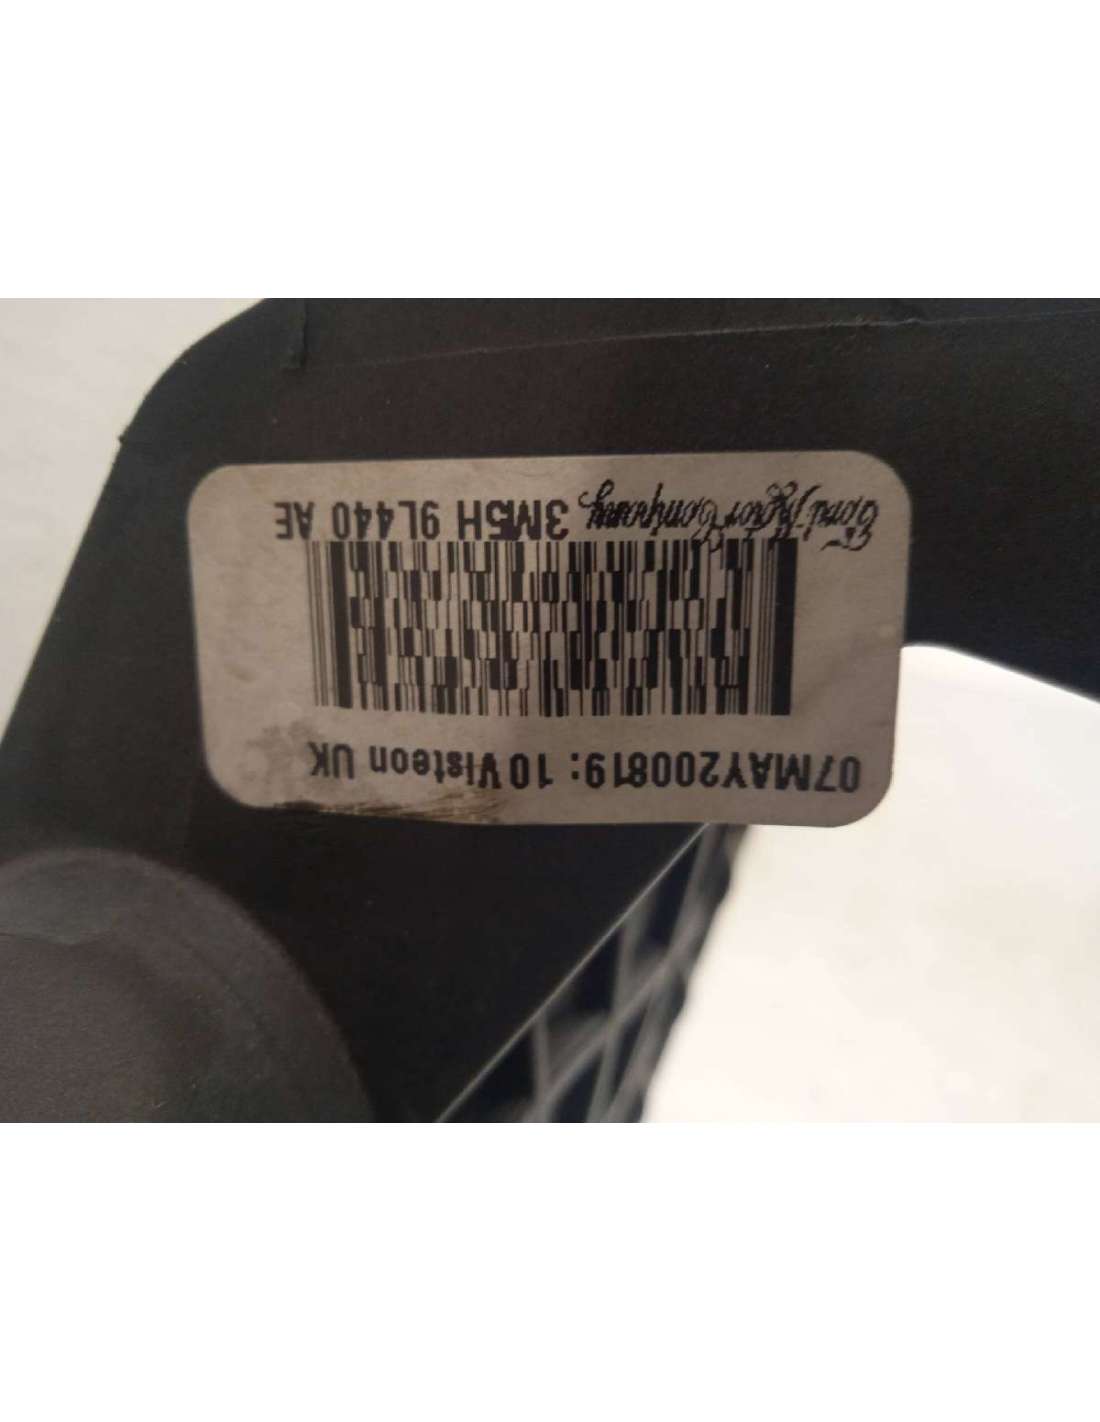 07MAY200819: 10Visteon UK
Ford Motor Company 3M5H 9L440 AE